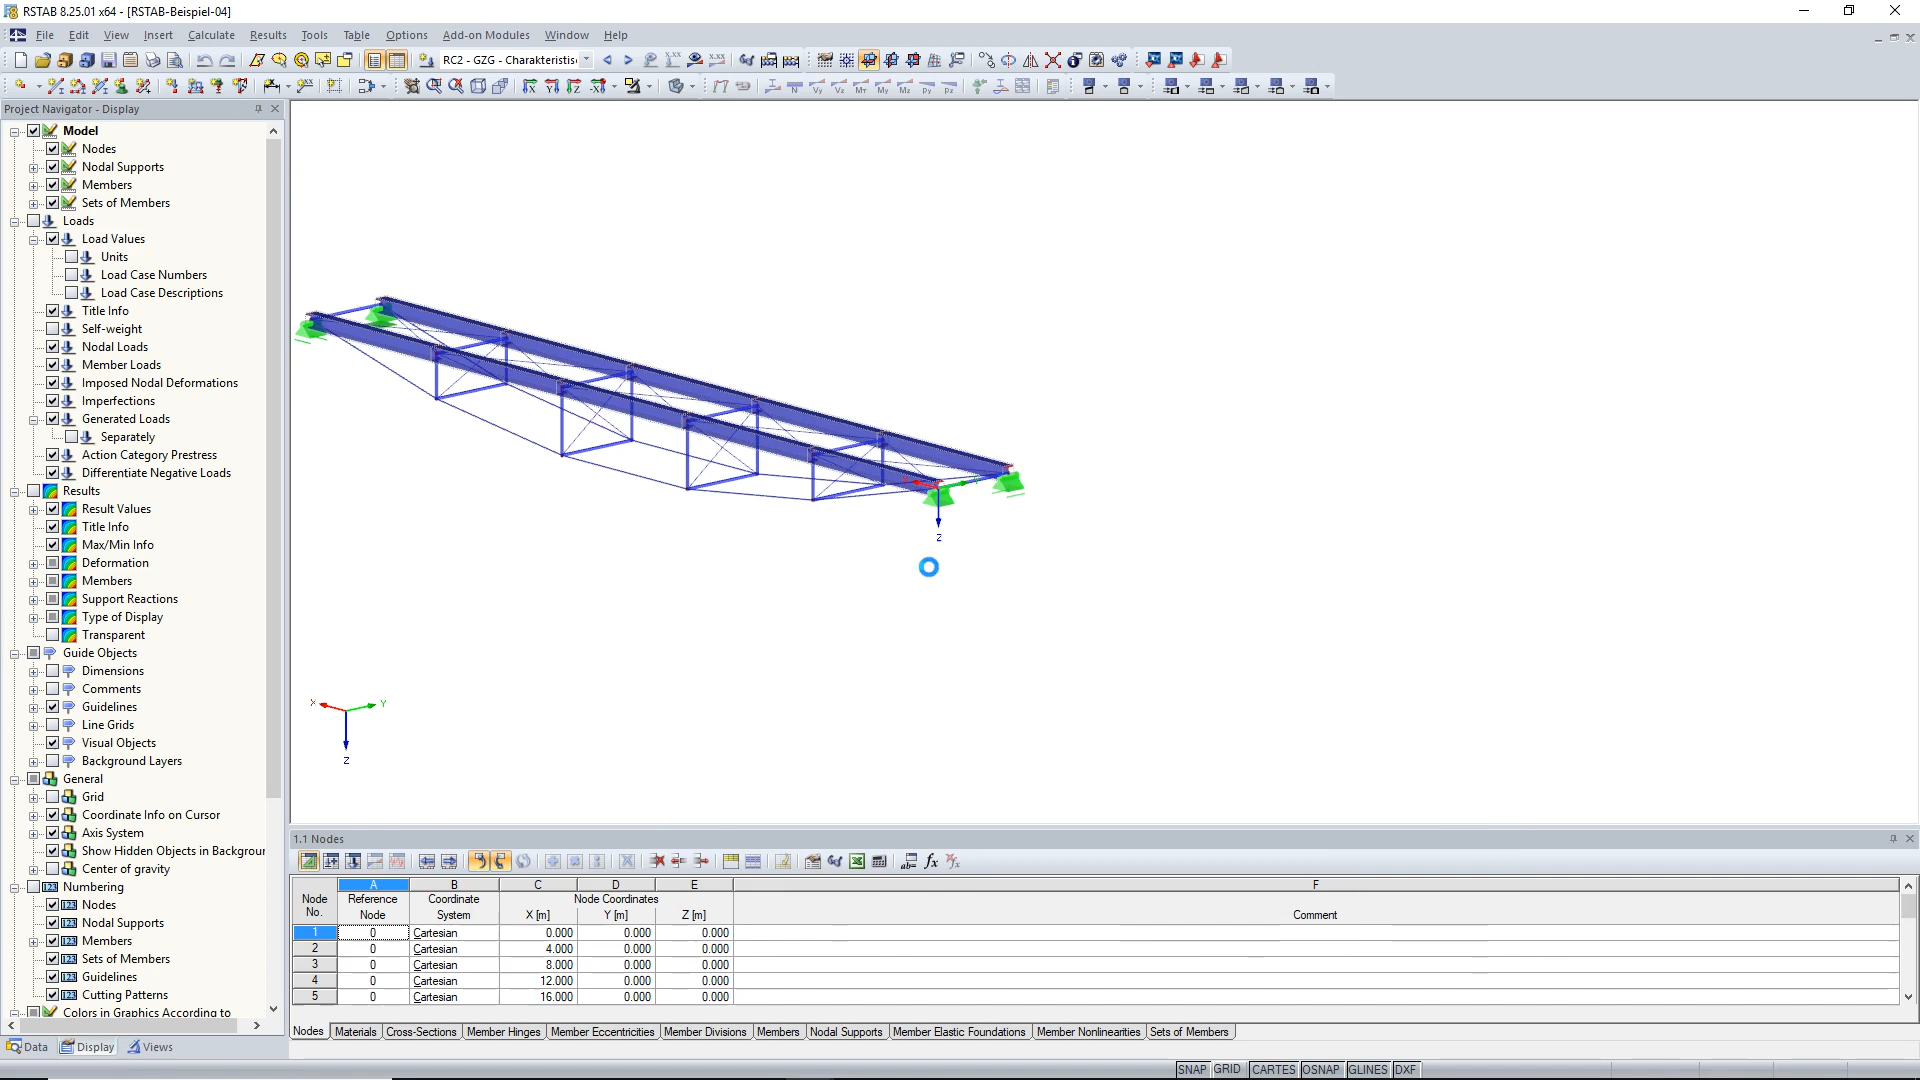 RSTAB 8.25.01 x64 - [RSTAB-Beispiel-04]
File Edit View Insert Calculate Results Tools Table Options Add-on Modules Window Help
RC2 - GZG - Charakteristis
Project Navigator - Display
Model
Nodes
Nodal Supports
Members
Sets of Members
Loads
Load Values
Units
Load Case Numbers
Load Case Descriptions
Title Info
Self-weight
Nodal Loads
Member Loads
Imposed Nodal Deformations
Imperfections
Generated Loads
Separately
Action Category Prestress
Differentiate Negative Loads
Results
Result Values
Title Info
Max/Min Info
Deformation
Members
Support Reactions
Type of Display
Transparent
Guide Objects
Dimensions
Comments
Guidelines
Line Grids
Visual Objects
Background Layers
General
Grid
Coordinate Info on Cursor
Axis System
Show Hidden Objects in Backgrour
Center of gravity
Numbering
Nodes
Nodal Supports
Members
Sets of Members
Guidelines
Cutting Patterns
Colors in Graphics According to
Data Display Views
Z
X Y
Z
1.1 Nodes
A B C D E F
Node Reference Coordinate Node Coordinates
No. Node System X [m] Y [m] Z [m] Comment
1 0 Cartesian 0.000 0.000 0.000
2 0 Cartesian 4.000 0.000 0.000
3 0 Cartesian 8.000 0.000 0.000
4 0 Cartesian 12.000 0.000 0.000
5 0 Cartesian 16.000 0.000 0.000
Nodes Materials Cross-Sections Member Hinges Member Eccentricities Member Divisions Members Nodal Supports Member Elastic Foundations Member Nonlinearities Sets of Members
SNAP GRID CARTES OSNAP GLINES DXF